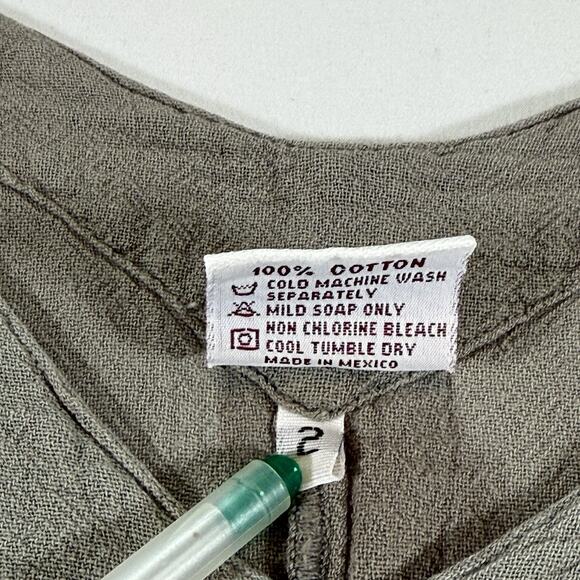 100% COTTON
COLD MACHINE WASH
SEPARATELY
MILD SOAP ONLY
NON CHLORINE BLEACH
COOL TUMBLE DRY
MADE IN MEXICO
2